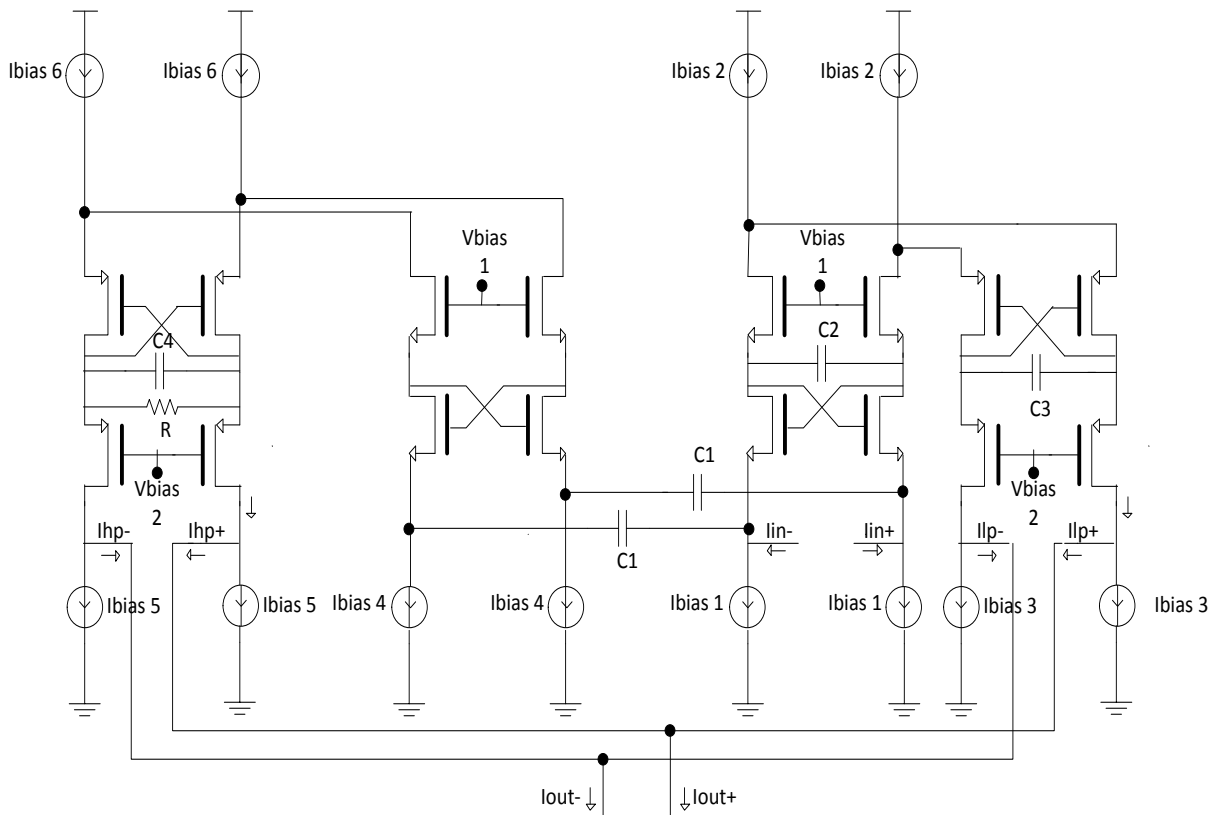 Ibias 6
Ibias 6
Ibias 2
Ibias 2
Vbias
1
Vbias
1
C4
C2
R
C3
Vbias
2
C1
Vbias
2
Ihp-
Ihp+
C1
Iin-
Iin+
Ilp-
Ilp+
Ibias 5
Ibias 5
Ibias 4
Ibias 4
Ibias 1
Ibias 1
Ibias 3
Ibias 3
Iout-
Iout+